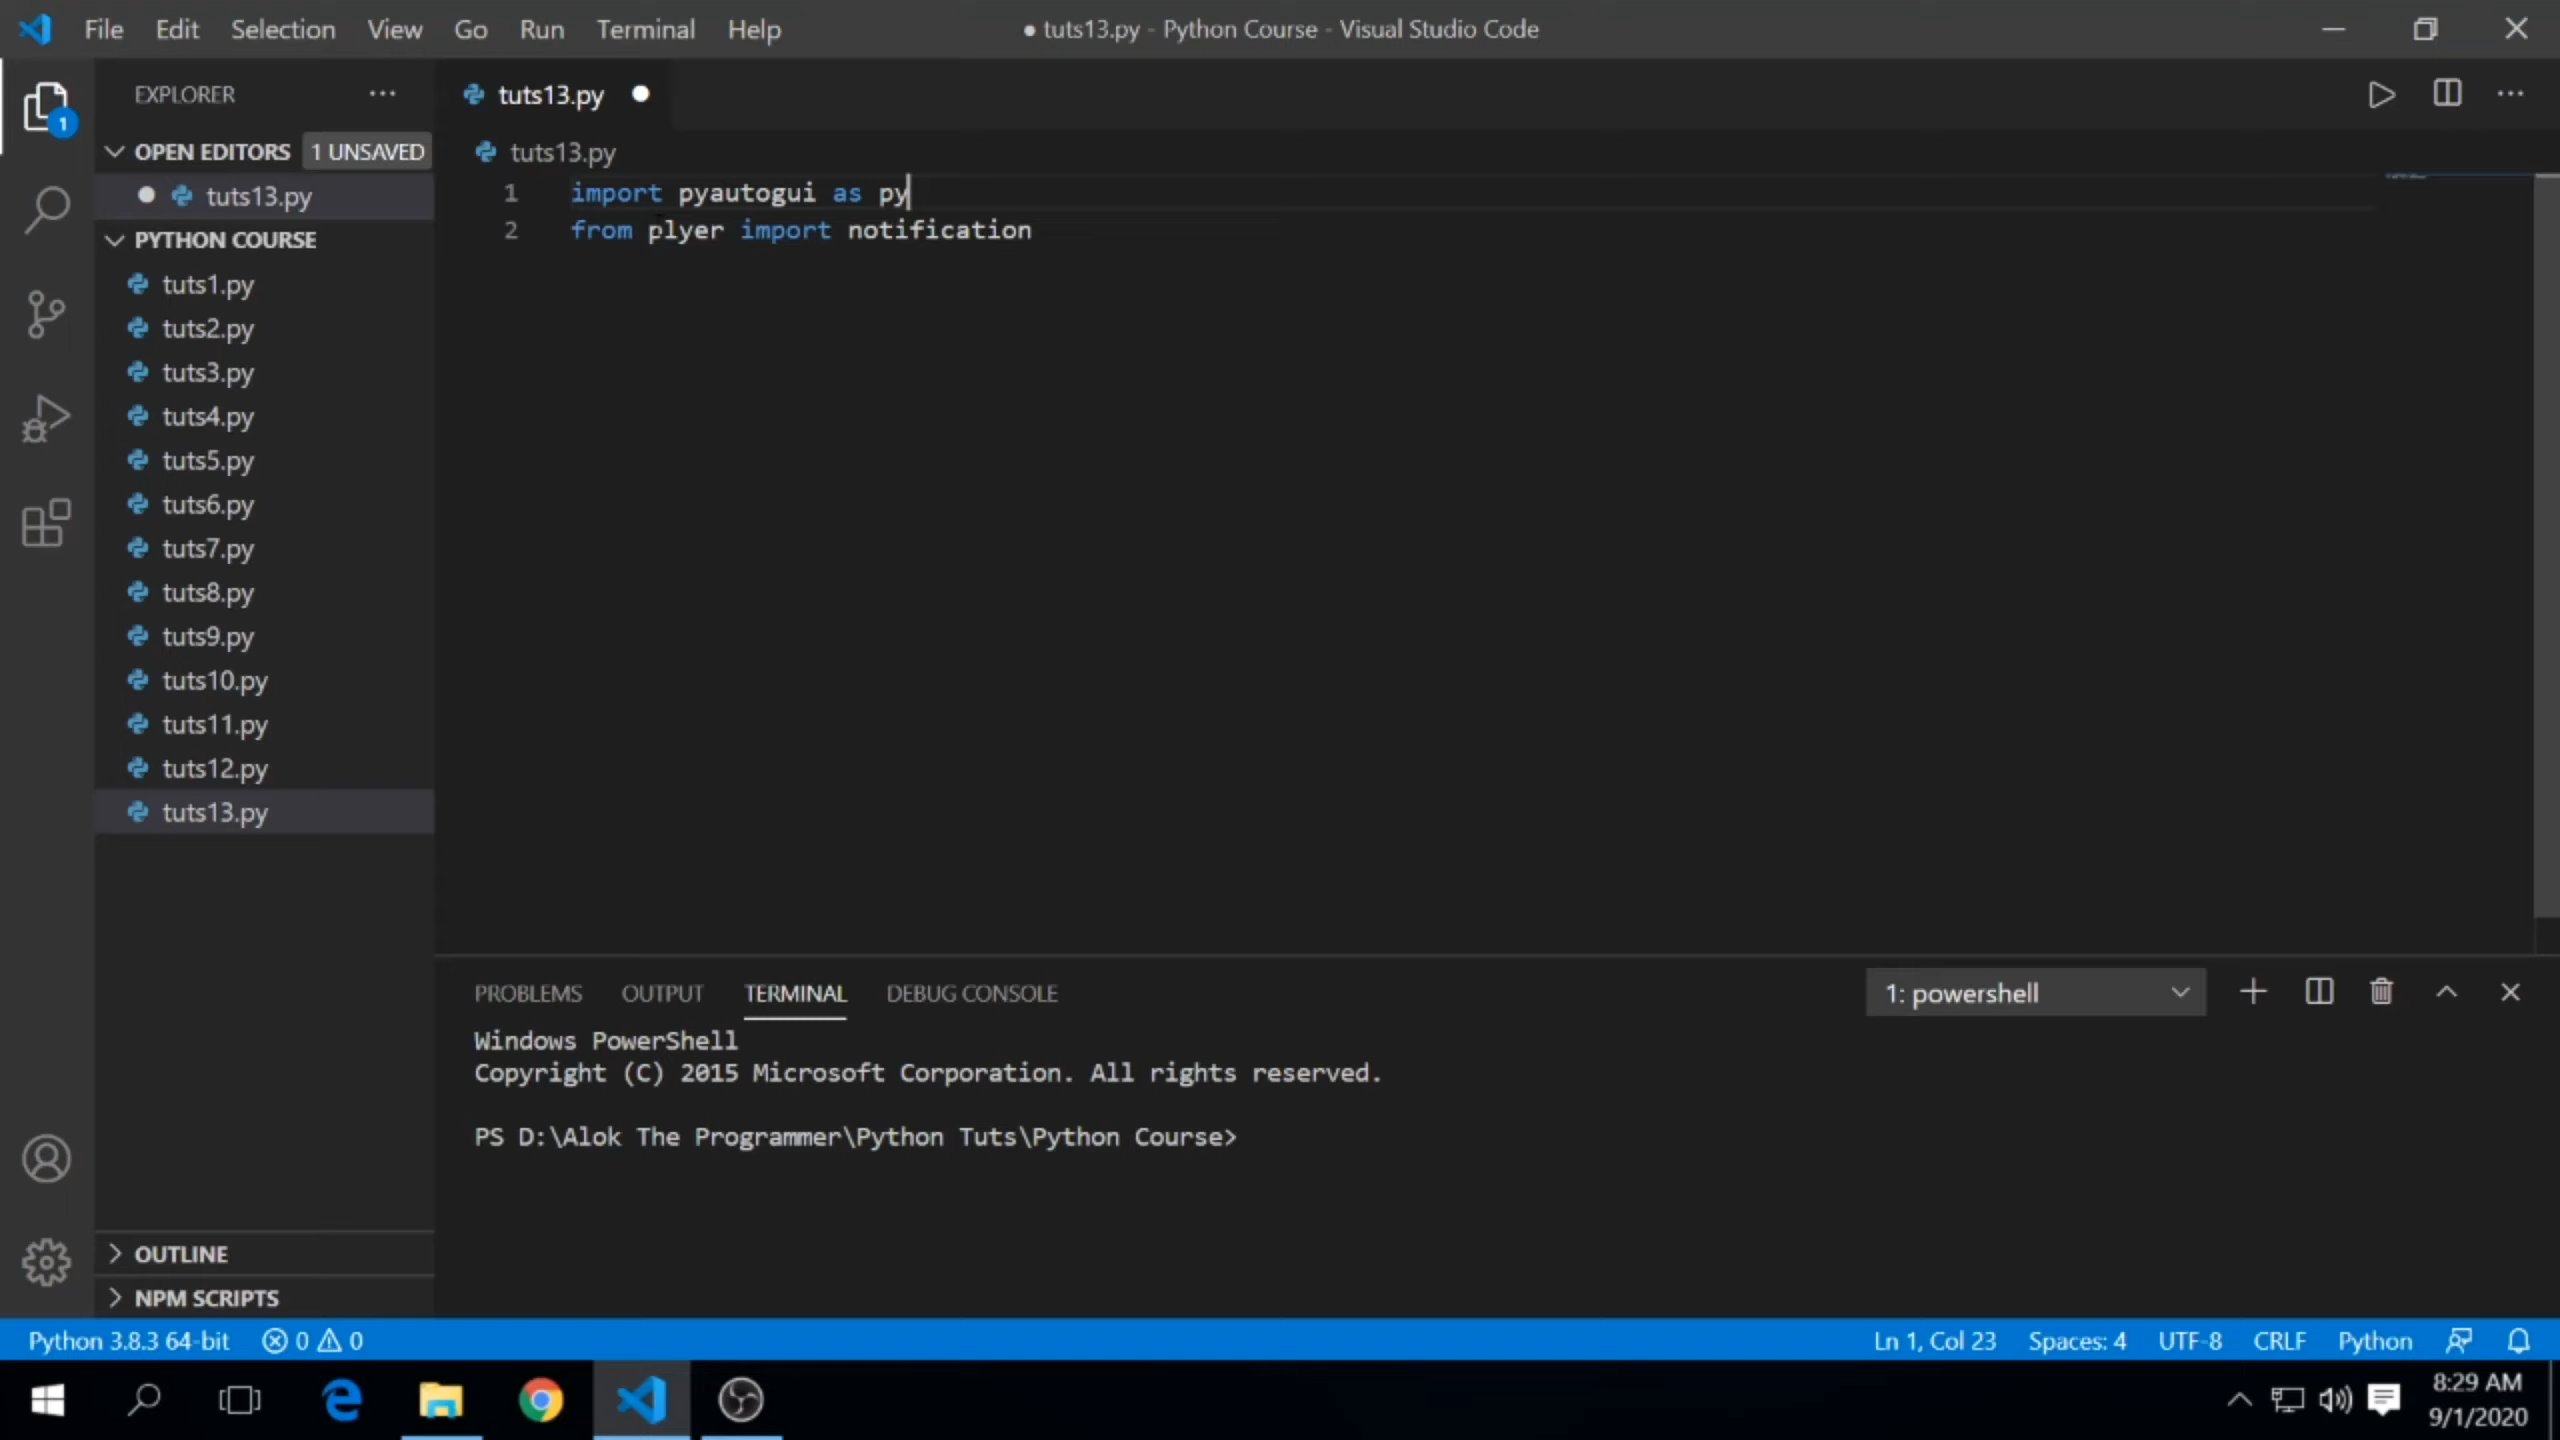 File Edit Selection View Go Run Terminal Help
● tuts13.py - Python Course - Visual Studio Code
EXPLORER
1
OPEN EDITORS 1 UNSAVED
tuts13.py
PYTHON COURSE
tuts1.py
tuts2.py
tuts3.py
tuts4.py
tuts5.py
tuts6.py
tuts7.py
tuts8.py
tuts9.py
tuts10.py
tuts11.py
tuts12.py
tuts13.py
OUTLINE
NPM SCRIPTS
tuts13.py
tuts13.py
1 import pyautogui as py
2 from plyer import notification
PROBLEMS OUTPUT TERMINAL DEBUG CONSOLE
1: powershell
Windows PowerShell
Copyright (C) 2015 Microsoft Corporation. All rights reserved.
PS D:\Alok The Programmer\Python Tuts\Python Course>
Python 3.8.3 64-bit 0 0
Ln 1, Col 23 Spaces: 4 UTF-8 CRLF Python
8:29 AM
9/1/2020